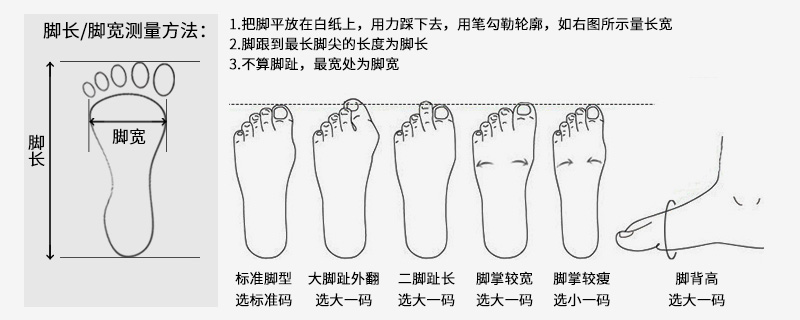 脚长/脚宽测量方法：
脚宽
脚长
1.把脚平放在白纸上，用力踩下去，用笔勾勒轮廓，如右图所示量长宽
2.脚跟到最长脚尖的长度为脚长
3.不算脚趾，最宽处为脚宽
标准脚型 大脚趾外翻 二脚趾长 脚掌较宽 脚掌较瘦 脚背高
选标准码 选大一码 选大一码 选大一码 选小一码 选大一码